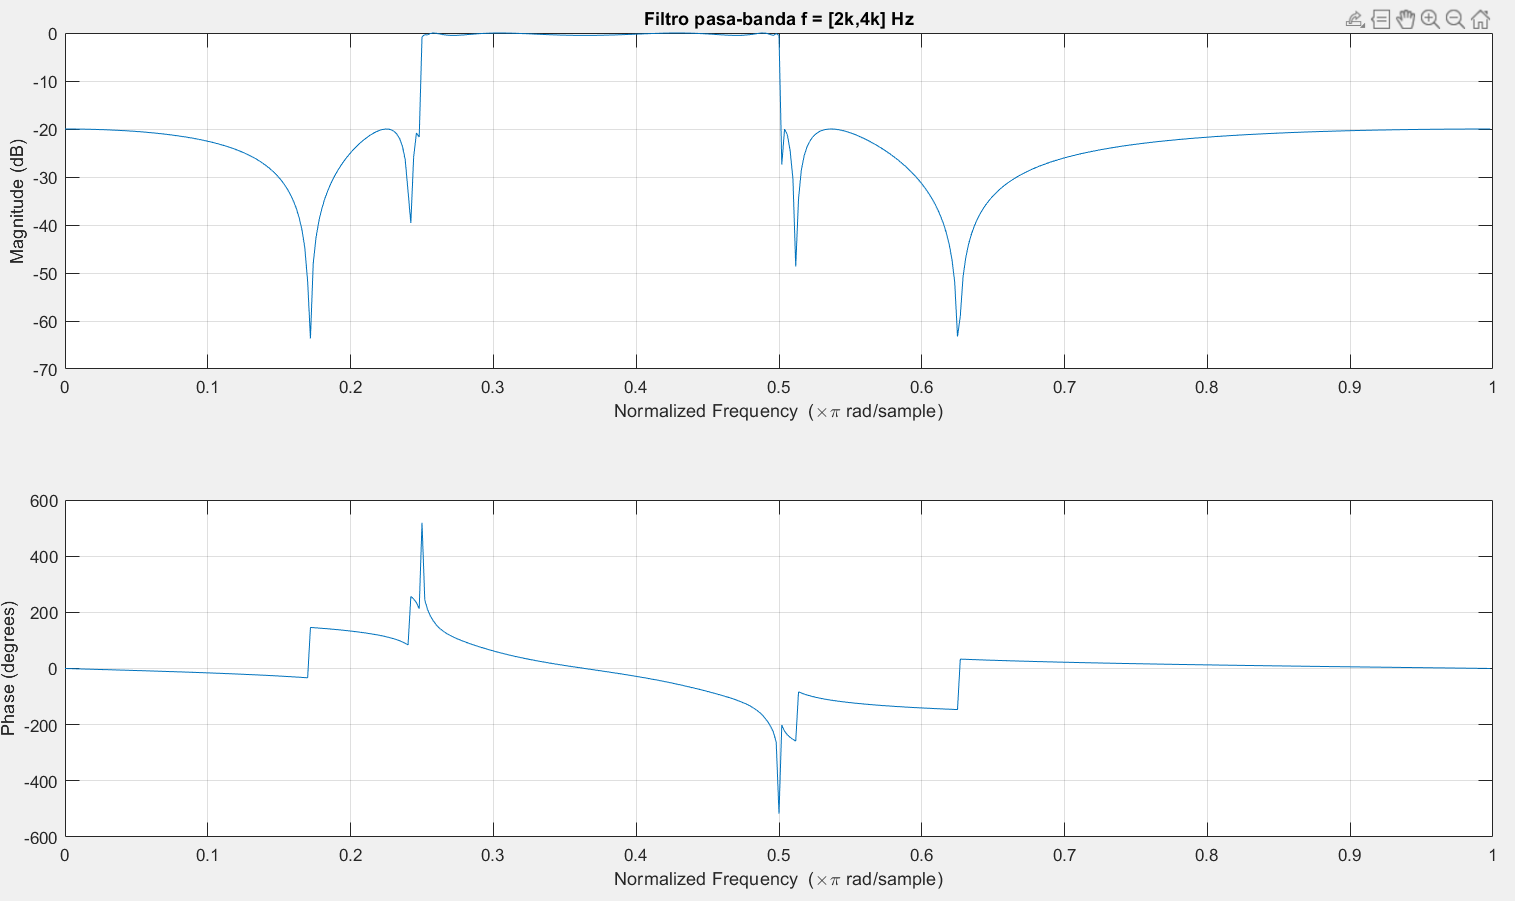 Filtro pasa-banda f = [2k,4k] Hz
0
-10
-20
-30
-40
-50
-60
-70
Magnitude (dB)
0 0.1 0.2 0.3 0.4 0.5 0.6 0.7 0.8 0.9 1
Normalized Frequency (×π rad/sample)
600
400
200
0
-200
-400
-600
Phase (degrees)
0 0.1 0.2 0.3 0.4 0.5 0.6 0.7 0.8 0.9 1
Normalized Frequency (×π rad/sample)